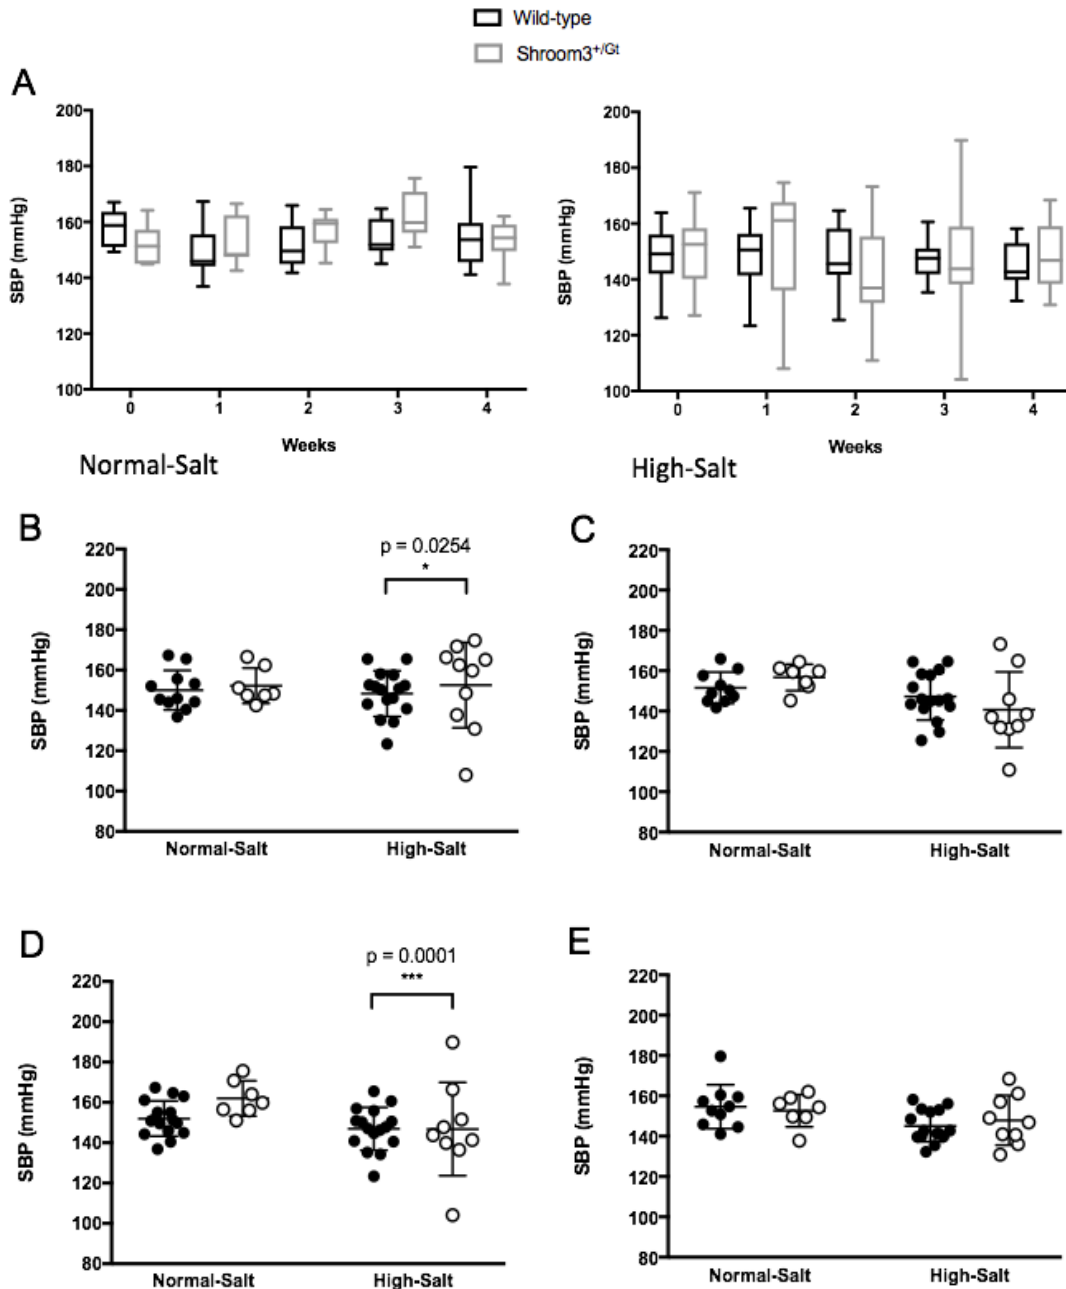 Wild-type
Shroom3+/Gt
A
200
180
160
140
120
100
SBP (mmHg)
0 1 2 3 4
Weeks
Normal-Salt
200
180
160
140
120
100
SBP (mmHg)
0 1 2 3 4
Weeks
High-Salt
B
p = 0.0254
*
220
200
180
160
140
120
100
80
SBP (mmHg)
Normal-Salt High-Salt
C
220
200
180
160
140
120
100
80
SBP (mmHg)
Normal-Salt High-Salt
D
p = 0.0001
***
220
200
180
160
140
120
100
80
SBP (mmHg)
Normal-Salt High-Salt
E
220
200
180
160
140
120
100
80
SBP (mmHg)
Normal-Salt High-Salt